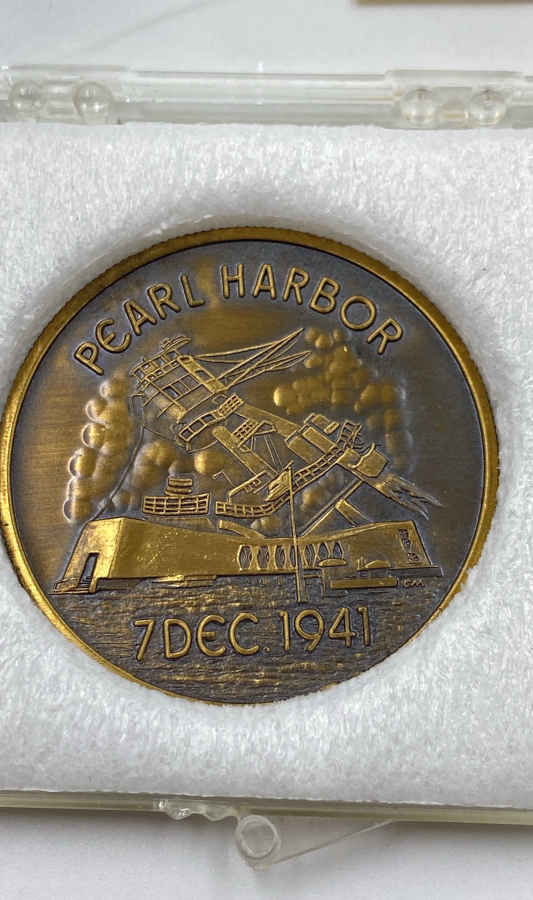 PEARL HARBOR
7 DEC. 1941